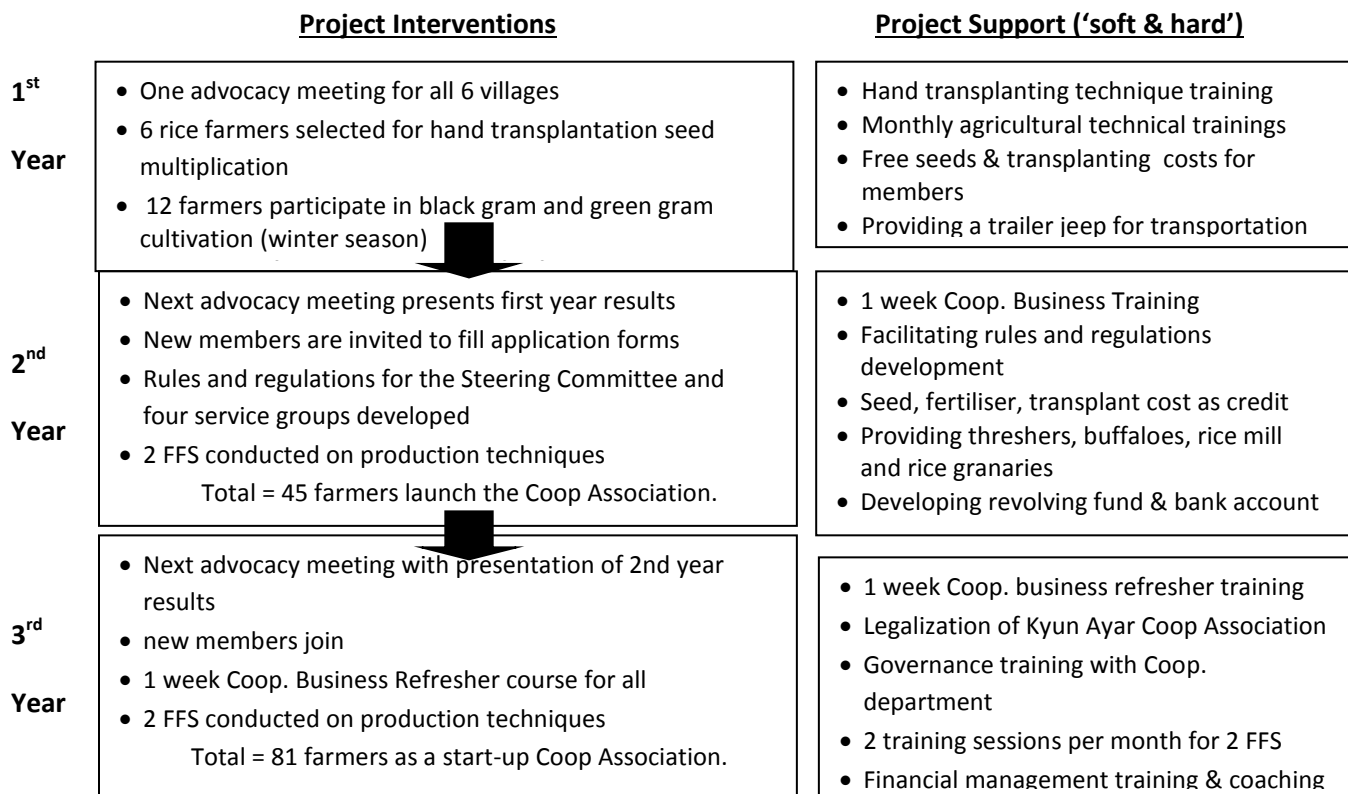 Project Interventions
Project Support (‘soft & hard’)
1st
Year
• One advocacy meeting for all 6 villages
• 6 rice farmers selected for hand transplantation seed
multiplication
• 12 farmers participate in black gram and green gram
cultivation (winter season)
• Hand transplanting technique training
• Monthly agricultural technical trainings
• Free seeds & transplanting costs for
members
• Providing a trailer jeep for transportation
2nd
Year
• Next advocacy meeting presents first year results
• New members are invited to fill application forms
• Rules and regulations for the Steering Committee and
four service groups developed
• 2 FFS conducted on production techniques
Total = 45 farmers launch the Coop Association.
• 1 week Coop. Business Training
• Facilitating rules and regulations
development
• Seed, fertiliser, transplant cost as credit
• Providing threshers, buffaloes, rice mill
and rice granaries
• Developing revolving fund & bank account
3rd
Year
• Next advocacy meeting with presentation of 2nd year
results
• new members join
• 1 week Coop. Business Refresher course for all
• 2 FFS conducted on production techniques
Total = 81 farmers as a start-up Coop Association.
• 1 week Coop. business refresher training
• Legalization of Kyun Ayar Coop Association
• Governance training with Coop.
department
• 2 training sessions per month for 2 FFS
• Financial management training & coaching